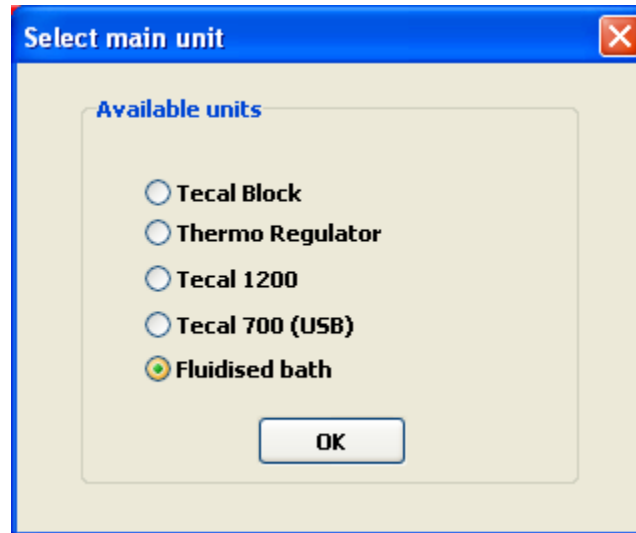 Select main unit
Available units
Tecal Block
Thermo Regulator
Tecal 1200
Tecal 700 (USB)
Fluidised bath
OK